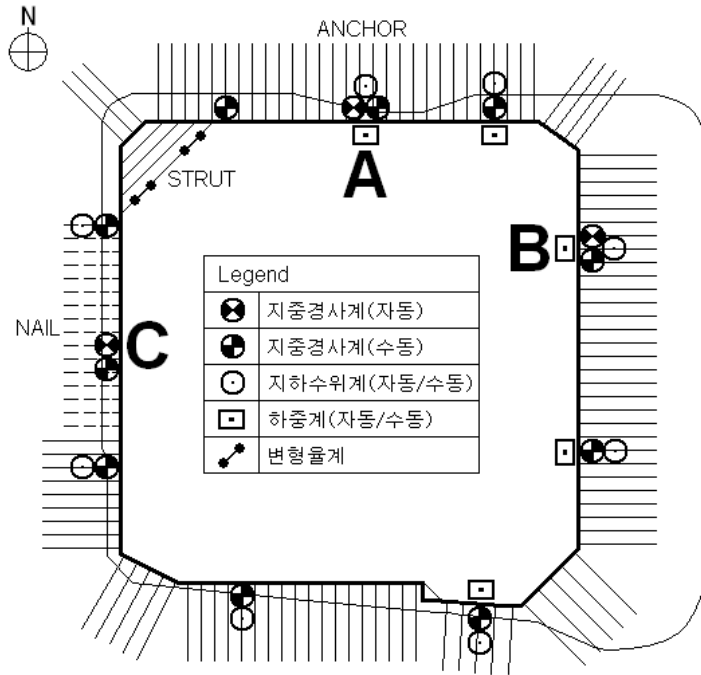 N
ANCHOR
A
STRUT
B
Legend
지중경사계(자동)
NAIL
C
지중경사계(수동)
지하수위계(자동/수동)
하중계(자동/수동)
변형율계